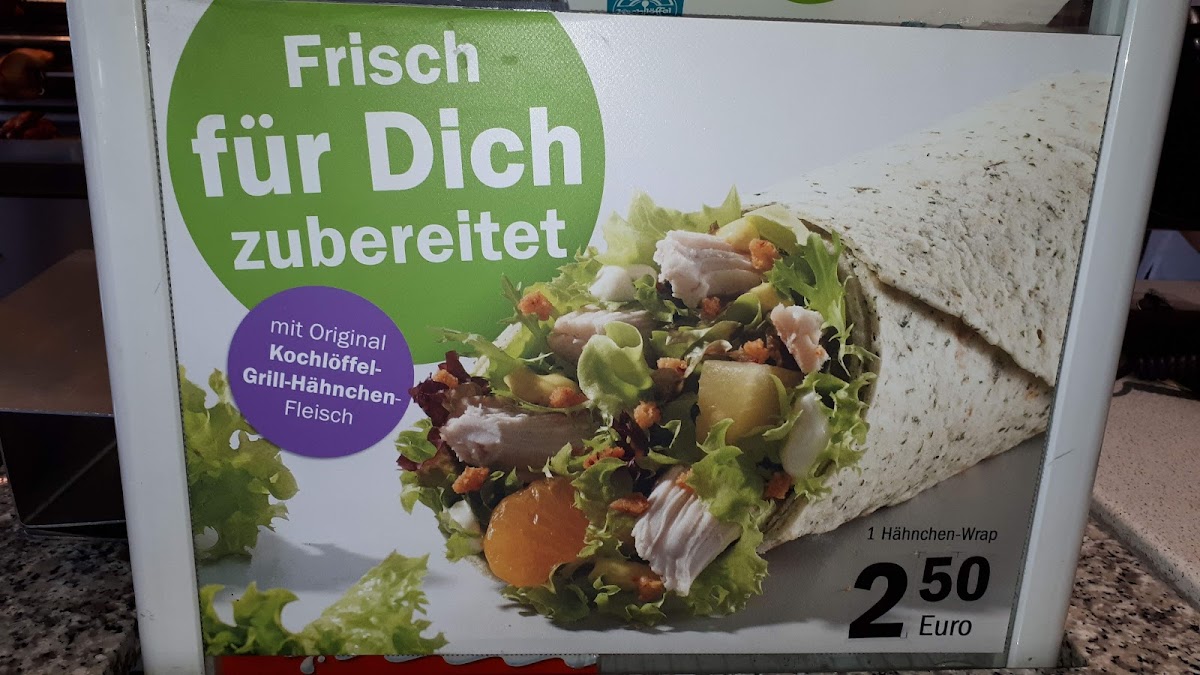 Frisch
für Dich
zubereitet
mit Original
Kochlöffel-
Grill-Hähnchen-
Fleisch
1 Hähnchen-Wrap
2 50
Euro